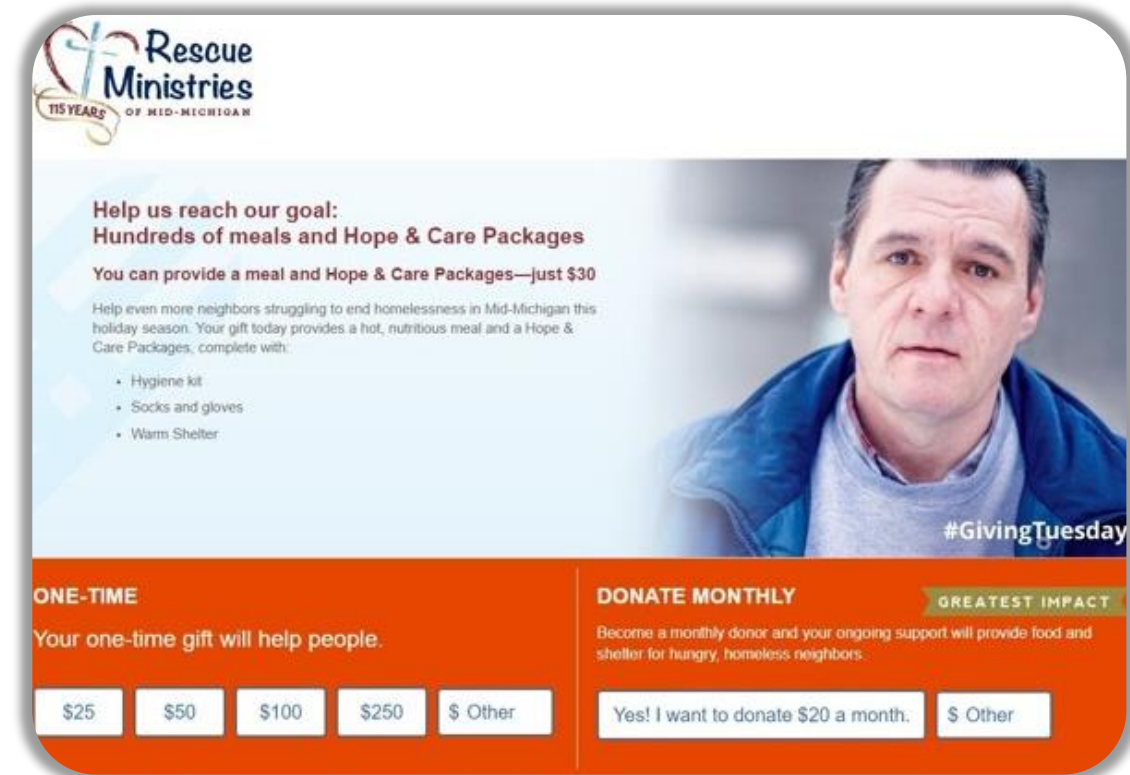 Rescue
Ministries
115 YEARS
OF MID-MICHIGAN
Help us reach our goal:
Hundreds of meals and Hope & Care Packages
You can provide a meal and Hope & Care Packages—just $30
Help even more neighbors struggling to end homelessness in Mid-Michigan this
holiday season. Your gift today provides a hot, nutritious meal and a Hope &
Care Packages, complete with:
• Hygiene kit
• Socks and gloves
• Warm Shelter
#GivingTuesday
ONE-TIME
Your one-time gift will help people.
$25
$50
$100
$250
$ Other
DONATE MONTHLY
GREATEST IMPACT
Become a monthly donor and your ongoing support will provide food and
shelter for hungry, homeless neighbors.
Yes! I want to donate $20 a month.
$ Other